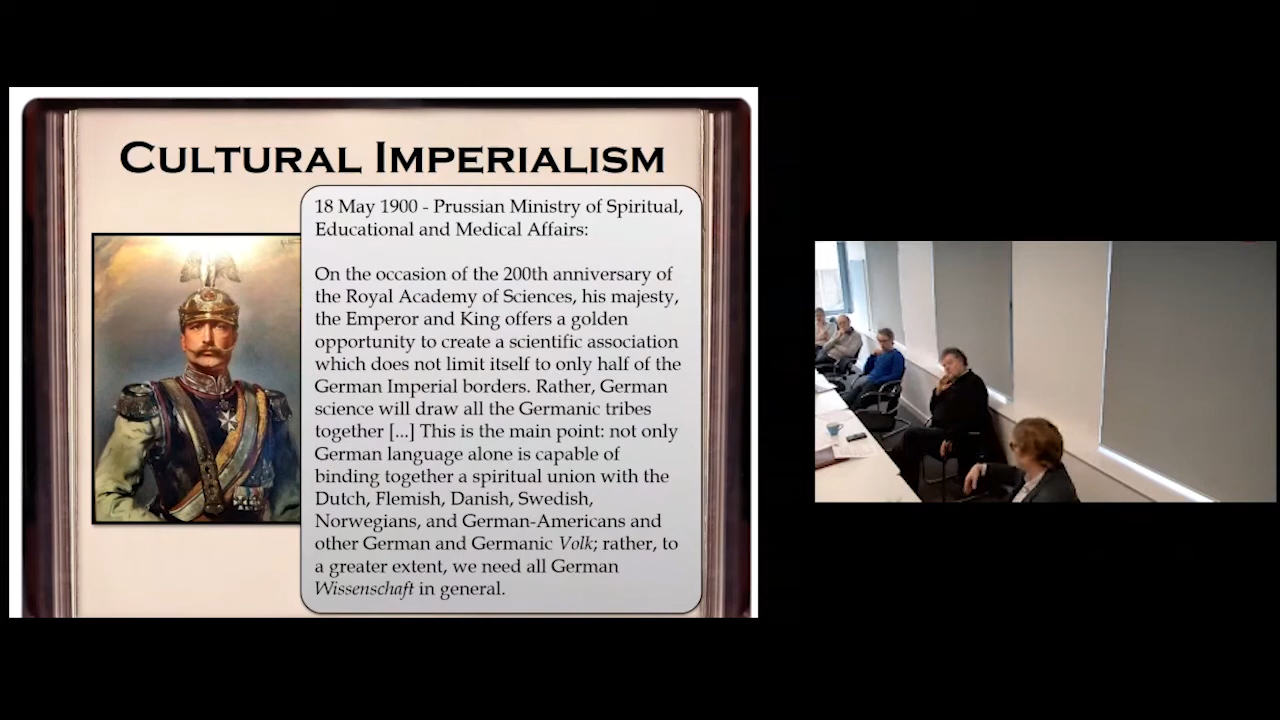 CULTURAL IMPERIALISM
18 May 1900 - Prussian Ministry of Spiritual,
Educational and Medical Affairs:
On the occasion of the 200th anniversary of
the Royal Academy of Sciences, his majesty,
the Emperor and King offers a golden
opportunity to create a scientific association
which does not limit itself to only half of the
German Imperial borders. Rather, German
science will draw all the Germanic tribes
together [...] This is the main point: not only
German language alone is capable of
binding together a spiritual union with the
Dutch, Flemish, Danish, Swedish,
Norwegians, and German-Americans and
other German and Germanic Volk; rather, to
a greater extent, we need all German
Wissenschaft in general.